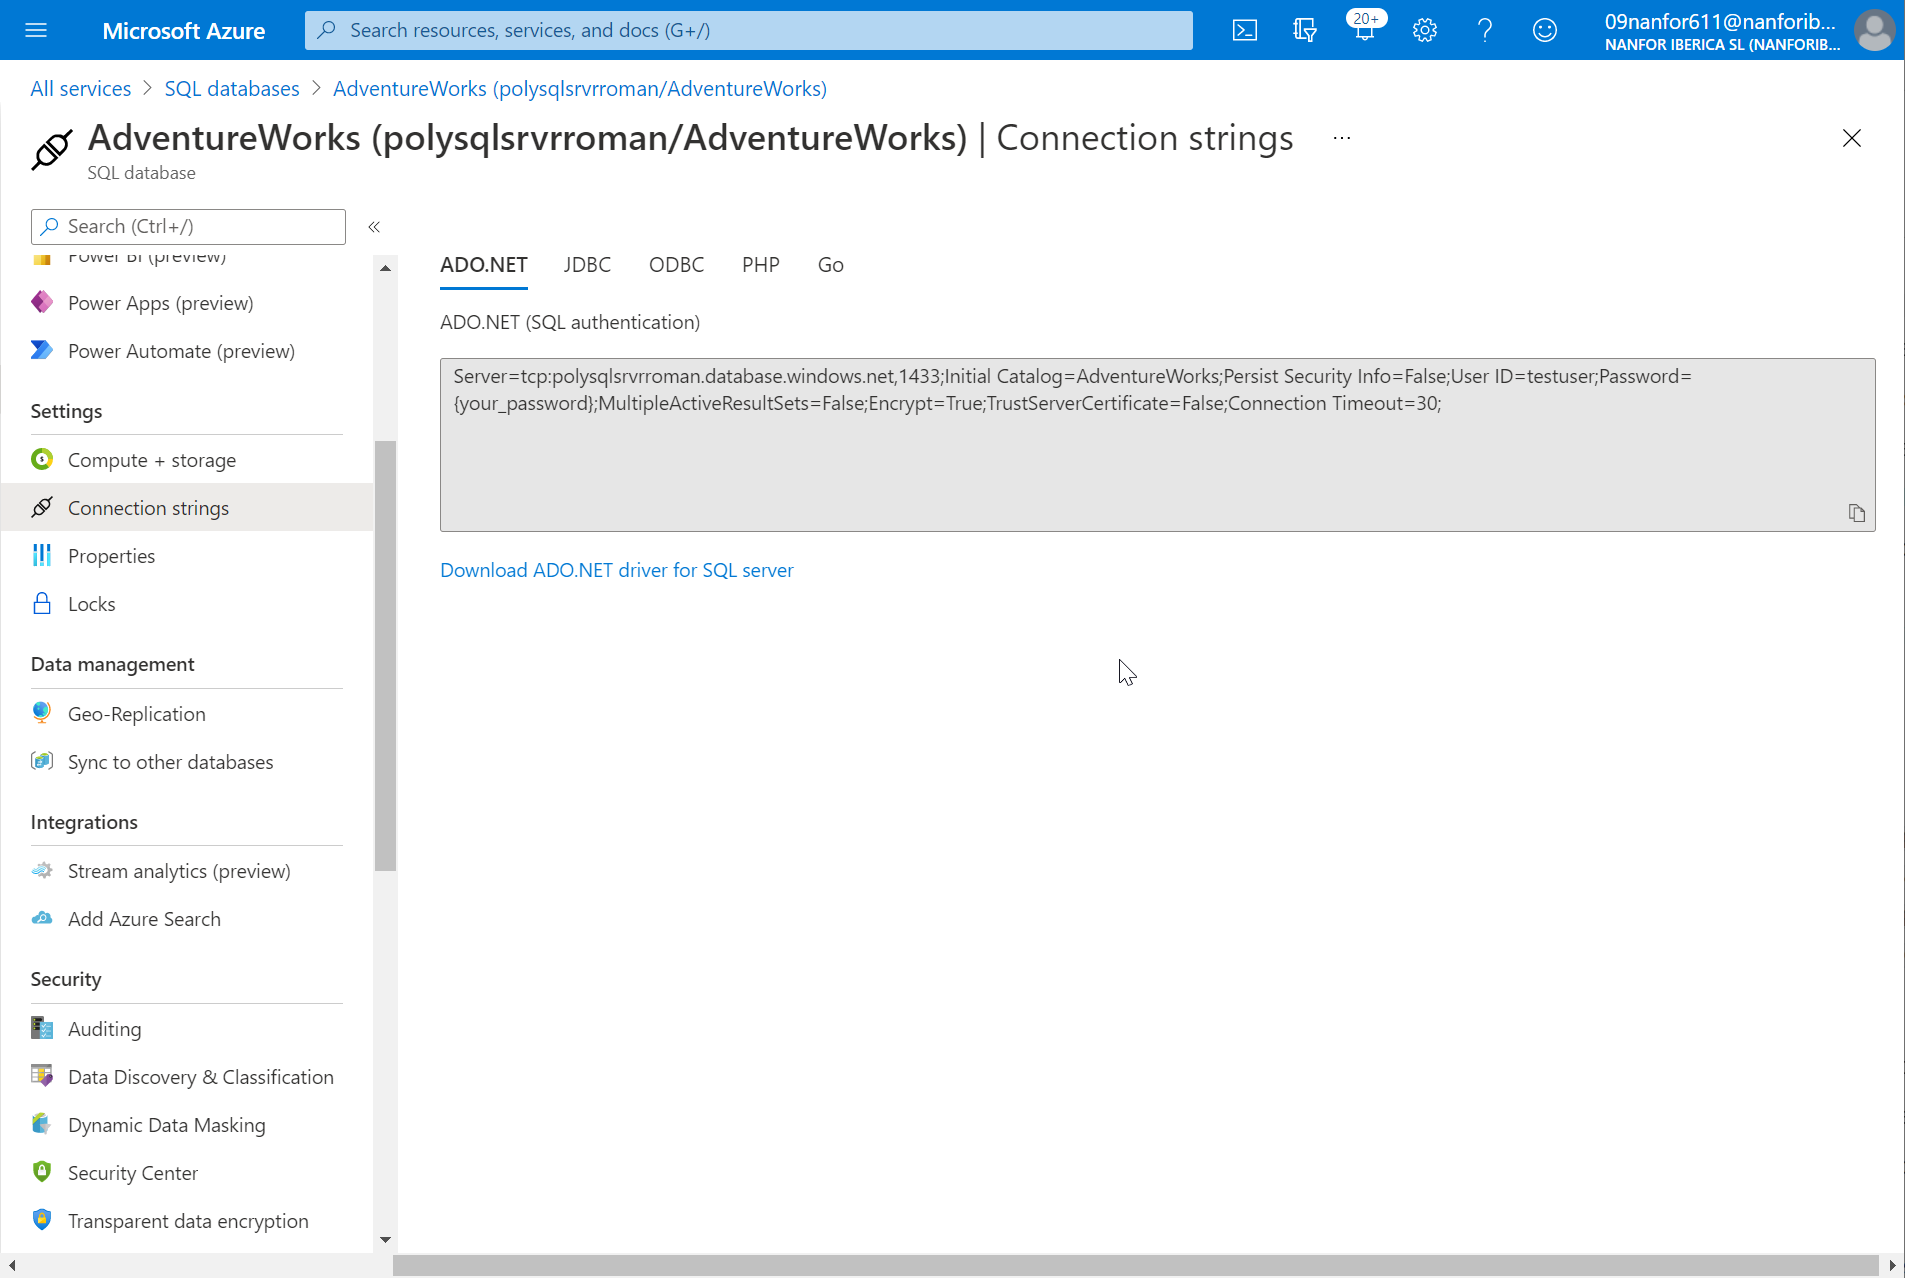 Microsoft Azure
Search resources, services, and docs (G+/)
20+
09nanfor611@nanforib...
NANFOR IBERICA SL (NANFORIB...
All services > SQL databases > AdventureWorks (polysqlsrvrroman/AdventureWorks)
AdventureWorks (polysqlsrvrroman/AdventureWorks) | Connection strings ...
SQL database
Search (Ctrl+/)
«
Power BI (preview)
Power Apps (preview)
Power Automate (preview)
Settings
Compute + storage
Connection strings
Properties
Locks
Data management
Geo-Replication
Sync to other databases
Integrations
Stream analytics (preview)
Add Azure Search
Security
Auditing
Data Discovery & Classification
Dynamic Data Masking
Security Center
Transparent data encryption
ADO.NET JDBC ODBC PHP Go
ADO.NET (SQL authentication)
Server=tcp:polysqlsrvrroman.database.windows.net,1433;Initial Catalog=AdventureWorks;Persist Security Info=False;User ID=testuser;Password=
{your_password};MultipleActiveResultSets=False;Encrypt=True;TrustServerCertificate=False;Connection Timeout=30;
Download ADO.NET driver for SQL server